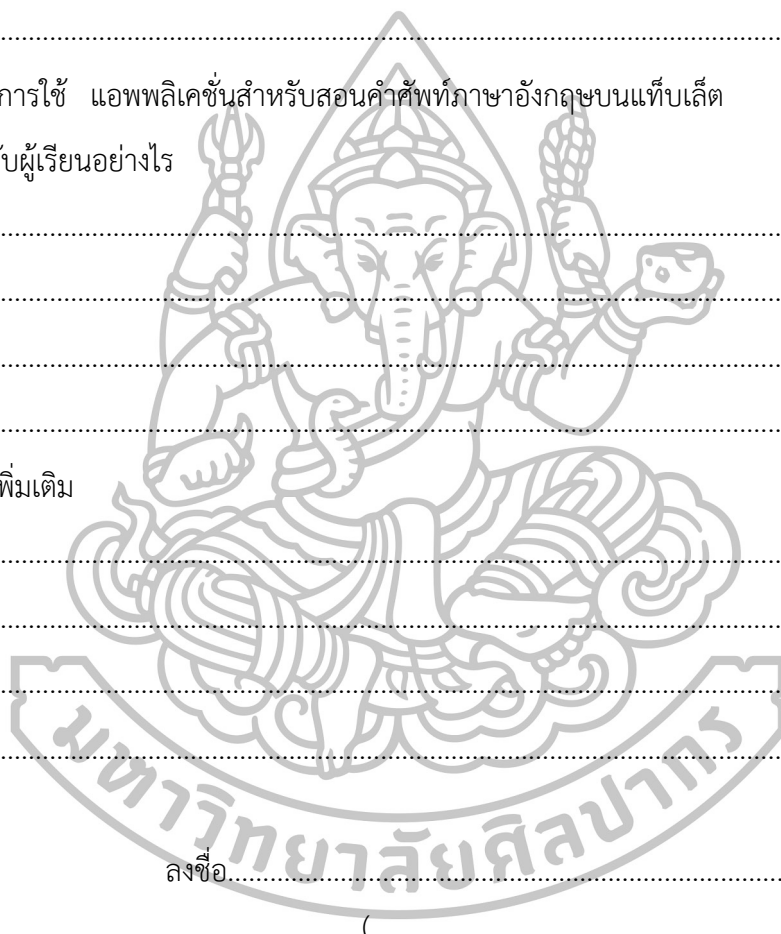 ................................................................................
การใช้ แอพพลิเคชั่นสำหรับสอนคำศัพท์ภาษาอังกฤษบนแท็บเล็ต
บผู้เรียนอย่างไร
................................................................................
................................................................................
................................................................................
................................................................................
พิ่มเติม
................................................................................
................................................................................
................................................................................
................................................................................
มหาวิทยาลัยศิลปากร
ลงชื่อ............................................................
(